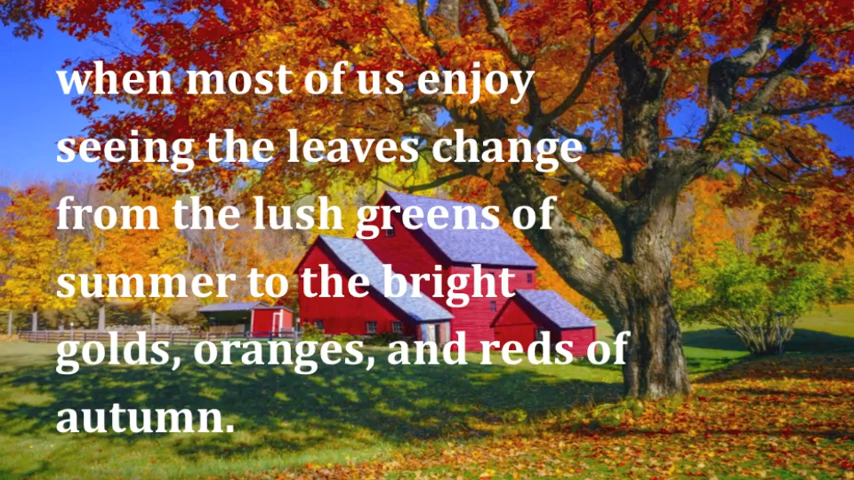 when most of us enjoy
seeing the leaves change
from the lush greens of
summer to the bright
golds, oranges, and reds of
autumn.